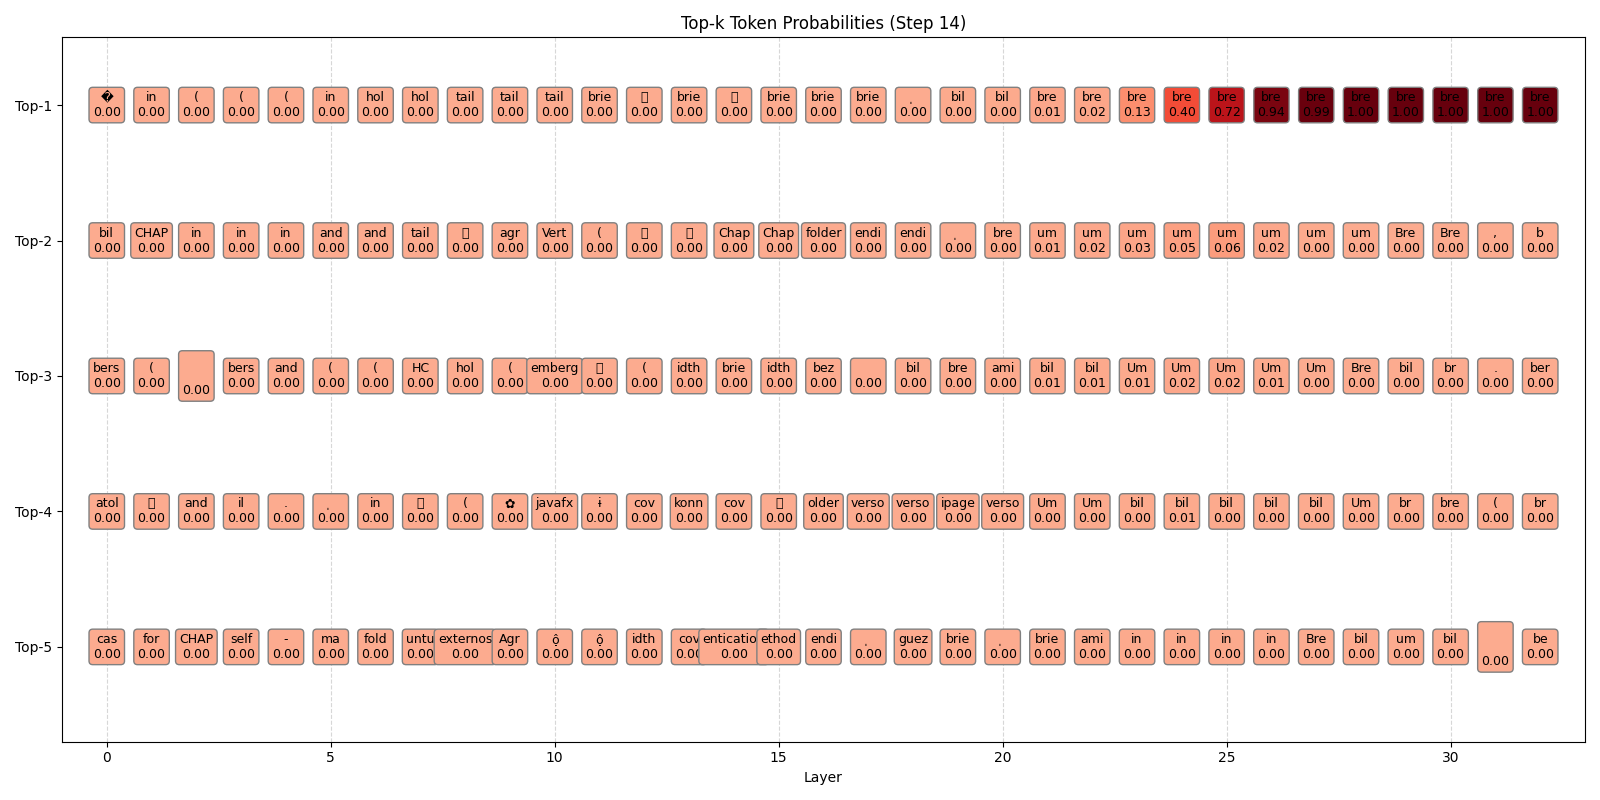 Top-k Token Probabilities (Step 14)
Top-1
� in ( ( ( in hol hol tail tail tail brie brie brie brie brie . bil bil bre bre bre bre bre bre bre bre bre bre bre bre
0.00 0.00 0.00 0.00 0.00 0.00 0.00 0.00 0.00 0.00 0.00 0.00 0.00 0.00 0.00 0.00 0.00 0.00 0.00 0.00 0.00 0.01 0.02 0.13 0.40 0.72 0.94 0.99 1.00 1.00 1.00 1.00 1.00
Top-2
bil CHAP in in in and and tail agr Vert ( Chap Chap folder endi endi . bre um um um um um um um um Bre Bre , b
0.00 0.00 0.00 0.00 0.00 0.00 0.00 0.00 0.00 0.00 0.00 0.00 0.00 0.00 0.00 0.00 0.00 0.00 0.00 0.00 0.00 0.01 0.02 0.03 0.05 0.06 0.02 0.00 0.00 0.00 0.00 0.00 0.00
Top-3
bers ( bers and ( ( HC hol ( emberg ( idth brie idth bez bil bre ami bil bil Um Um Um Um Um Bre bil br . ber
0.00 0.00 0.00 0.00 0.00 0.00 0.00 0.00 0.00 0.00 0.00 0.00 0.00 0.00 0.00 0.00 0.00 0.00 0.00 0.00 0.00 0.01 0.01 0.01 0.02 0.02 0.01 0.00 0.00 0.00 0.00 0.00 0.00
Top-4
atol and il . . in ( ✿ javafx ɨ cov konn cov older verso verso ipage verso Um Um bil bil bil bil bil Um br bre ( br
0.00 0.00 0.00 0.00 0.00 0.00 0.00 0.00 0.00 0.00 0.00 0.00 0.00 0.00 0.00 0.00 0.00 0.00 0.00 0.00 0.00 0.00 0.00 0.00 0.01 0.00 0.00 0.00 0.00 0.00 0.00 0.00 0.00
Top-5
cas for CHAP self - ma fold untu externos Agr ộ ộ idth cov enticatio ethod endi . guez brie . brie ami in in in in Bre bil um bil be
0.00 0.00 0.00 0.00 0.00 0.00 0.00 0.00 0.00 0.00 0.00 0.00 0.00 0.00 0.00 0.00 0.00 0.00 0.00 0.00 0.00 0.00 0.00 0.00 0.00 0.00 0.00 0.00 0.00 0.00 0.00 0.00 0.00
0 5 10 15 20 25 30
Layer